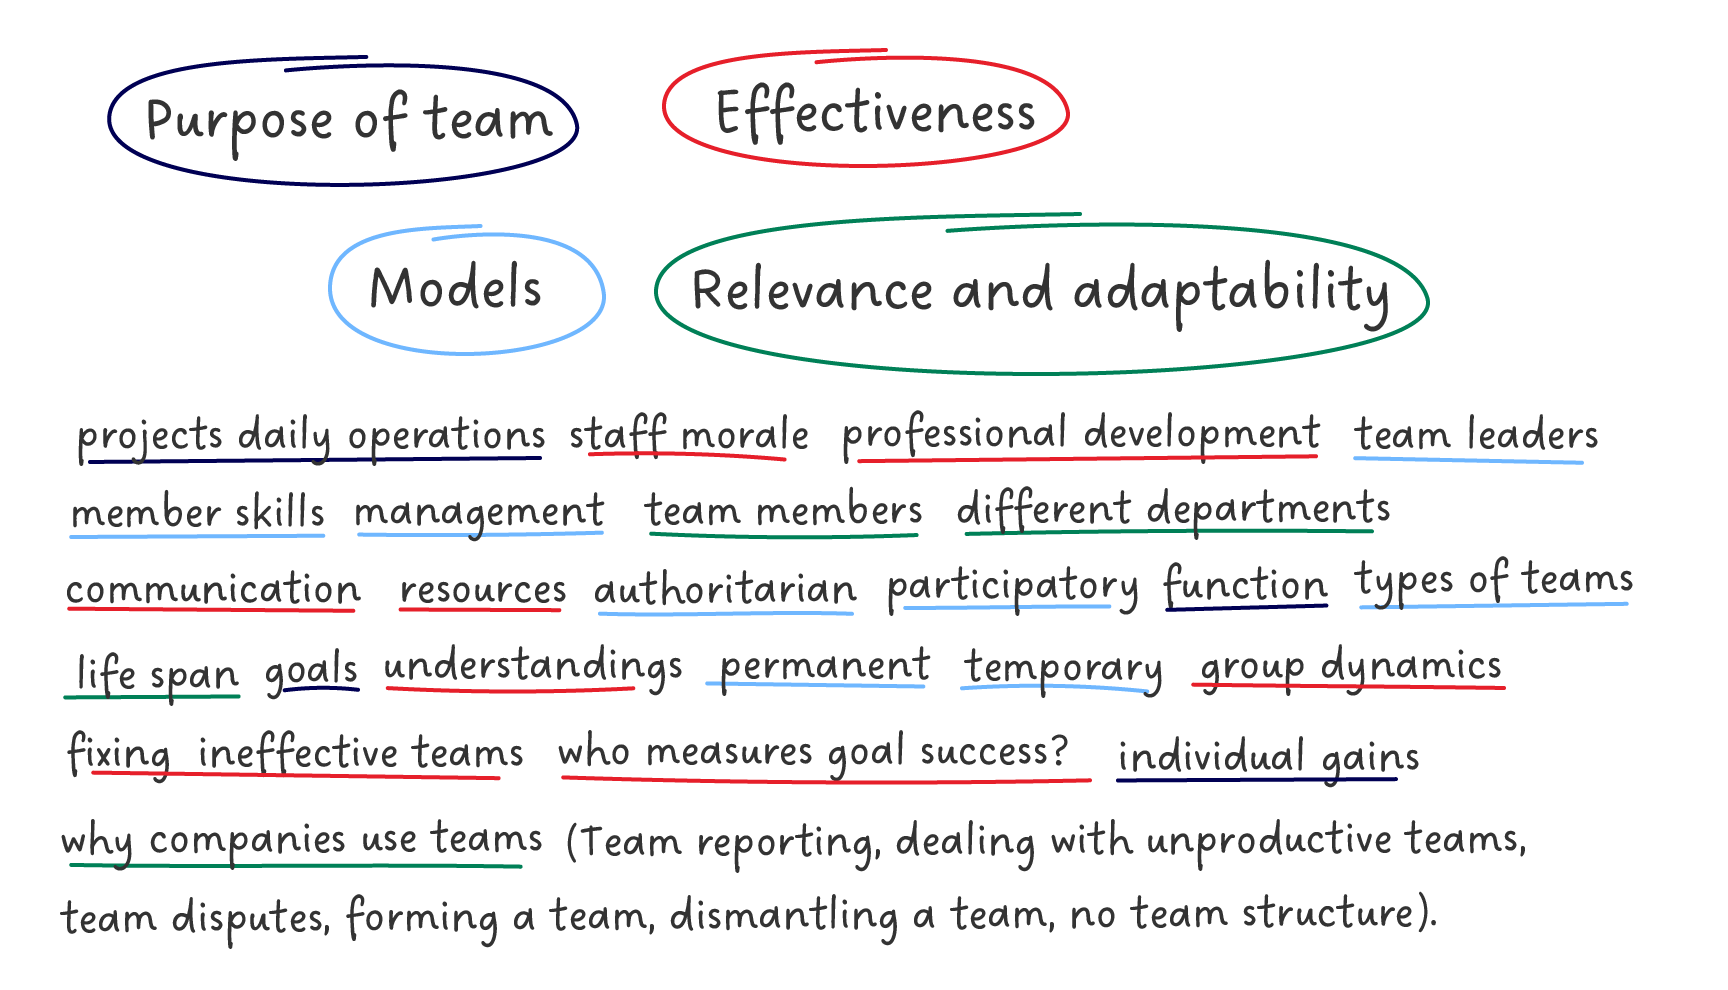 Purpose of team Effectiveness
Models Relevance and adaptability
projects daily operations staff morale professional development team leaders
member skills management team members different departments
communication resources authoritarian participatory function types of teams
life span goals understandings permanent temporary group dynamics
fixing ineffective teams who measures goal success? individual gains
why companies use teams (Team reporting, dealing with unproductive teams,
team disputes, forming a team, dismantling a team, no team structure).